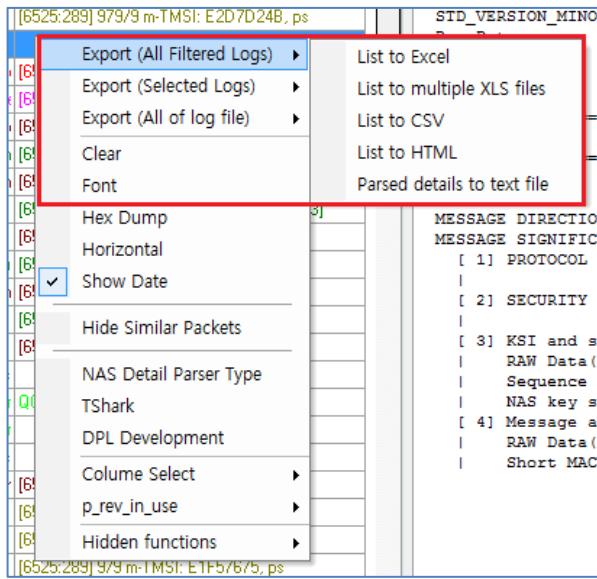 [6525:289] 979/9 m-TMSI: E2D7D24B, ps
STD_VERSION_MINO
Export (All Filtered Logs)
List to Excel
Export (Selected Logs)
List to multiple XLS files
Export (All of log file)
List to CSV
Clear
List to HTML
Font
Parsed details to text file
Hex Dump
3]
MESSAGE DIRECTIO
Horizontal
MESSAGE SIGNIFIC
[ 1] PROTOCOL
Show Date
|
[ 2] SECURITY
|
Hide Similar Packets
[ 3] KSI and s
| RAW Data(
NAS Detail Parser Type
| Sequence
TShark
| NAS key s
[ 4] Message a
DPL Development
| RAW Data(
| Short MAC
Colume Select
p_rev_in_use
Hidden functions
[6525:289] 979/9 m-TMSI: E1F57675, ps